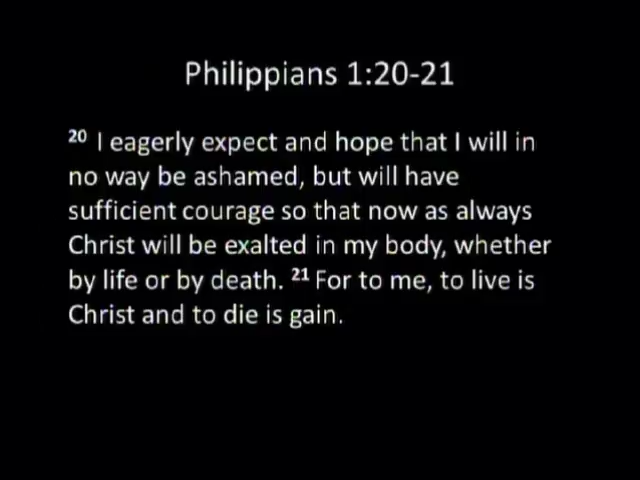 Philippians 1:20-21
20 I eagerly expect and hope that I will in
no way be ashamed, but will have
sufficient courage so that now as always
Christ will be exalted in my body, whether
by life or by death. 21 For to me, to live is
Christ and to die is gain.